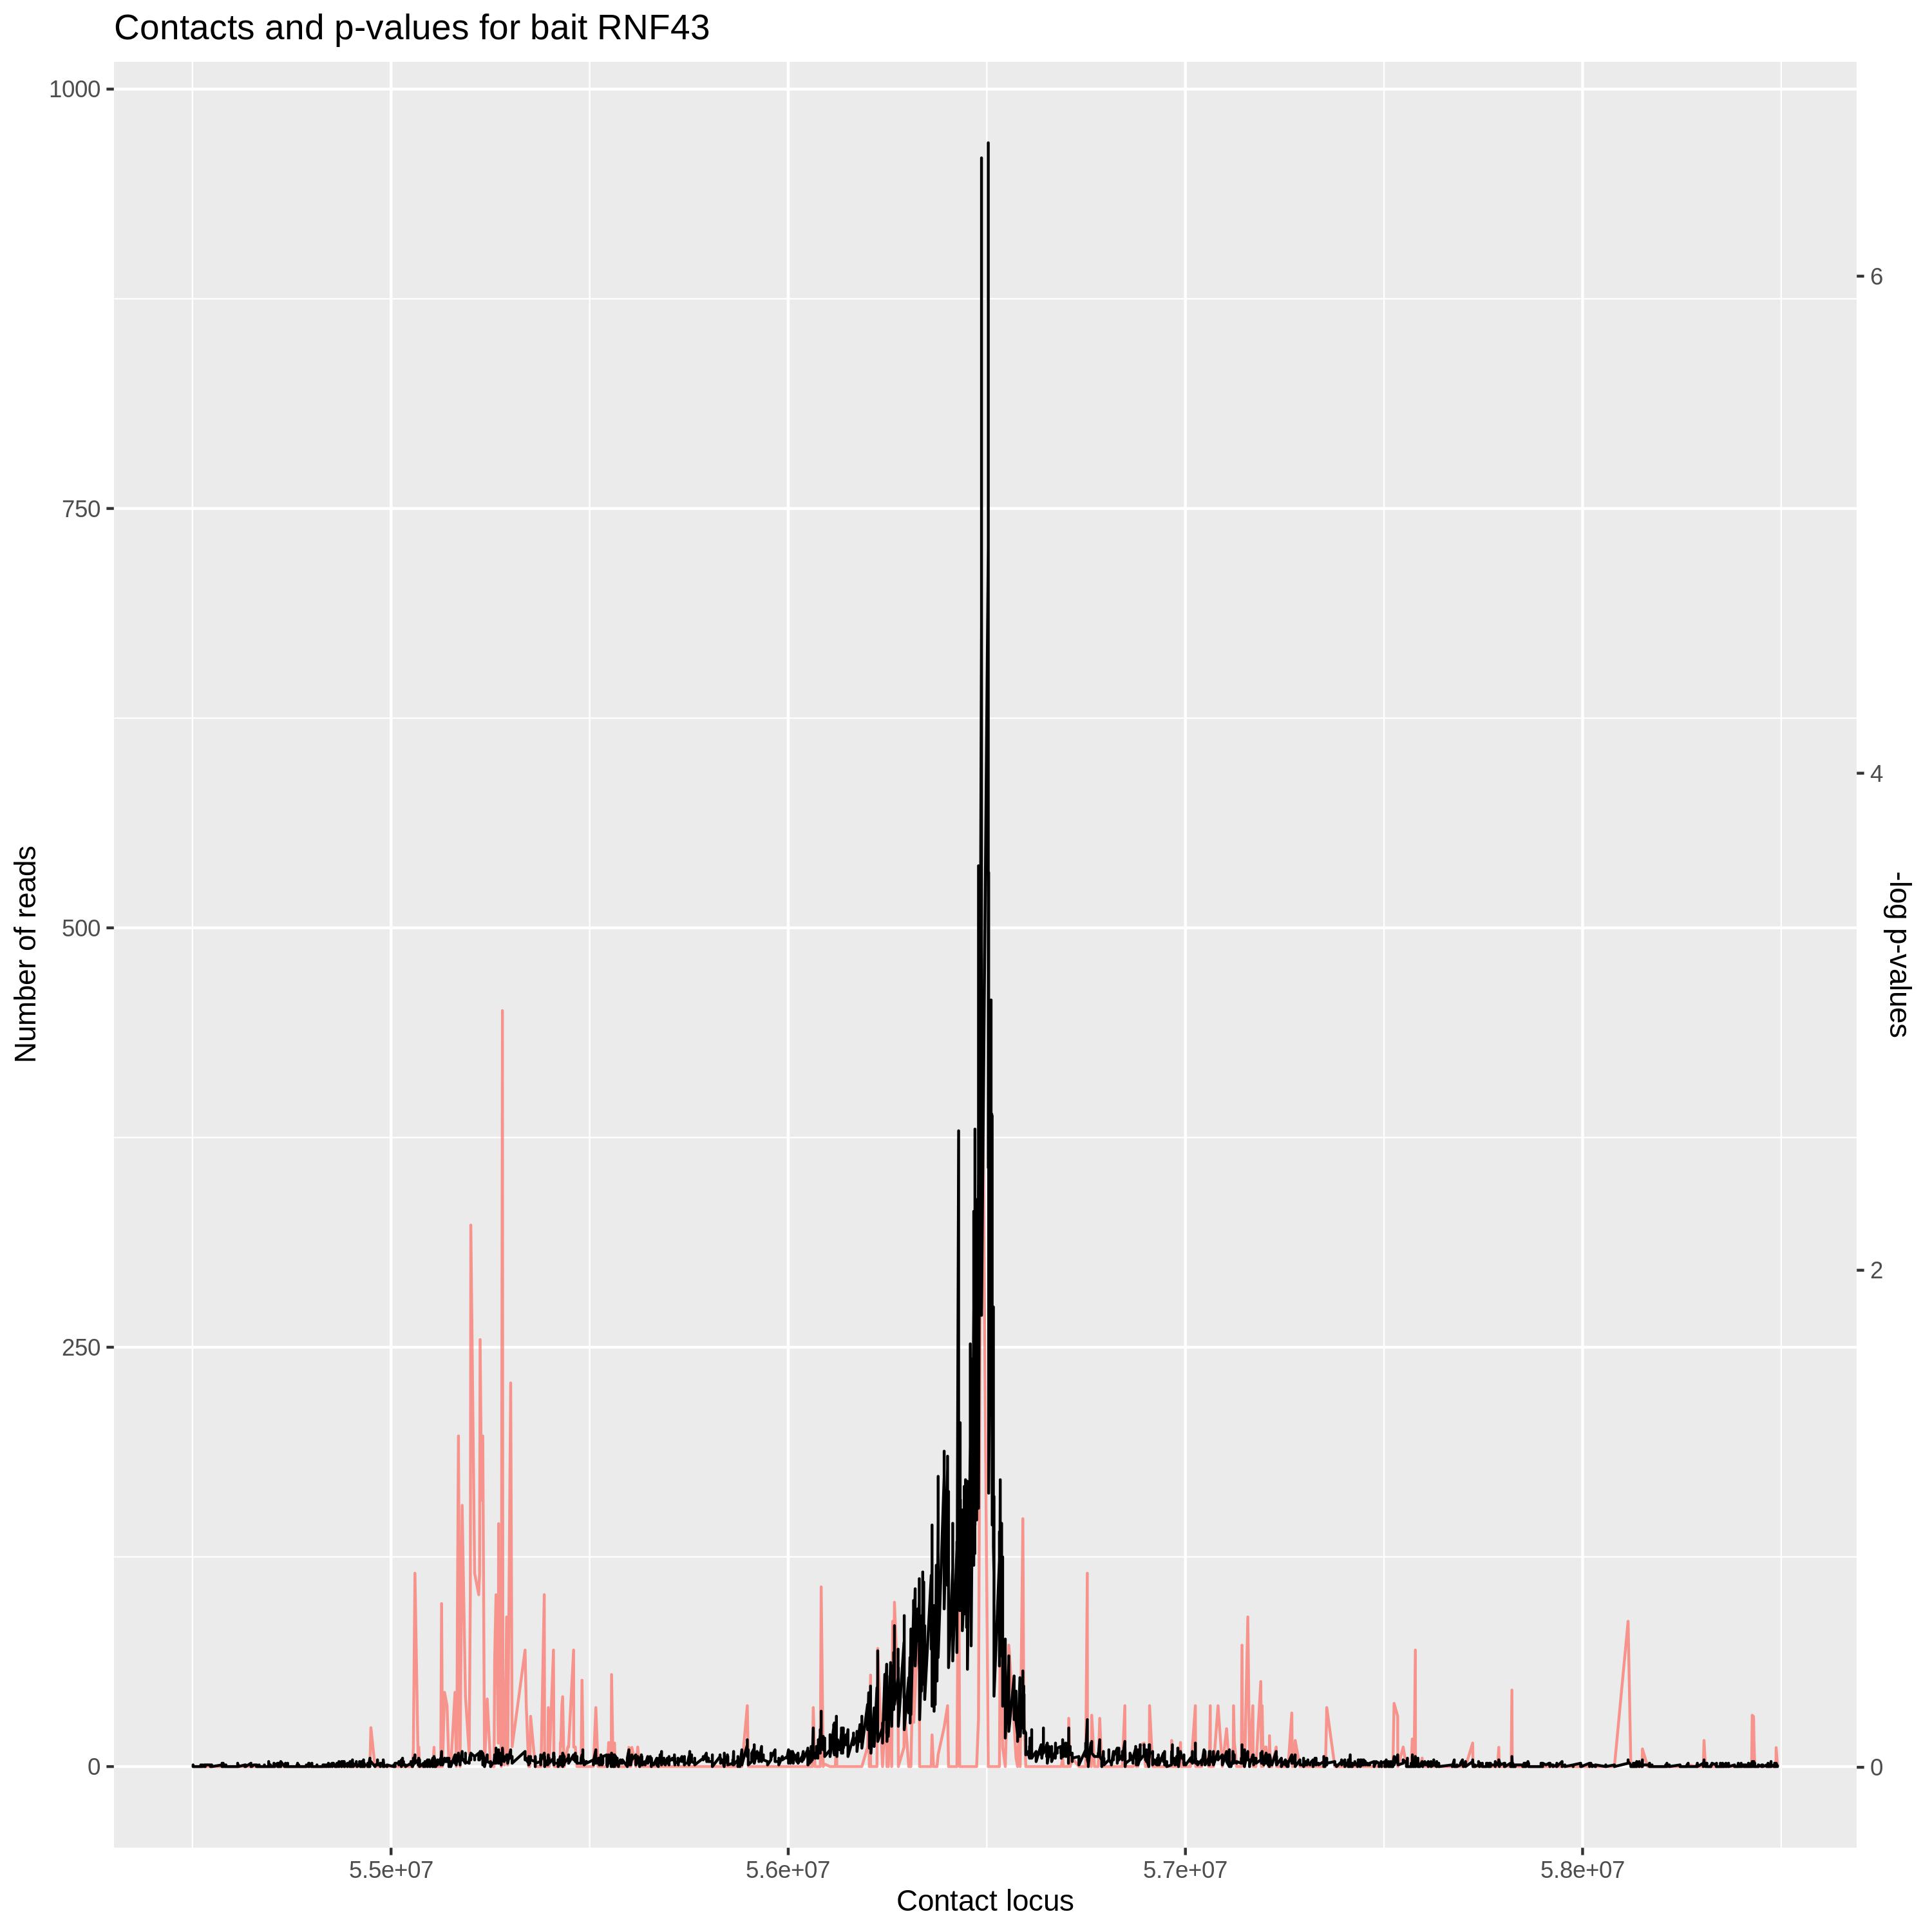 Contacts and p-values for bait RNF43
1000
750
500
250
0
Number of reads
6
4
2
0
-log p-values
5.5e+07
5.6e+07
5.7e+07
5.8e+07
Contact locus